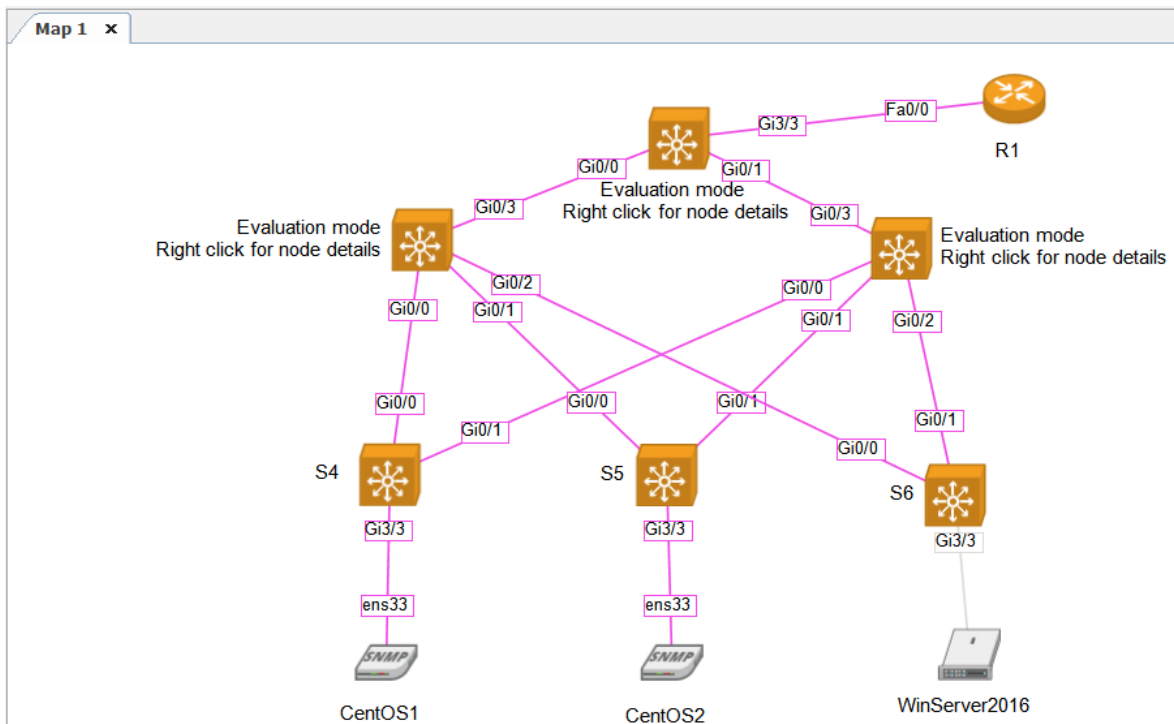 Map 1 x
Fa0/0
Gi3/3
R1
Gi0/0
Gi0/1
Evaluation mode
Right click for node details
Gi0/3
Gi0/3
Evaluation mode
Right click for node details
Evaluation mode
Right click for node details
Gi0/2
Gi0/0
Gi0/0
Gi0/1
Gi0/1
Gi0/2
Gi0/0
Gi0/0
Gi0/1
Gi0/1
Gi0/1
Gi0/0
S4
S5
S6
Gi3/3
Gi3/3
Gi3/3
ens33
ens33
CentOS1
CentOS2
WinServer2016
SNMP
SNMP